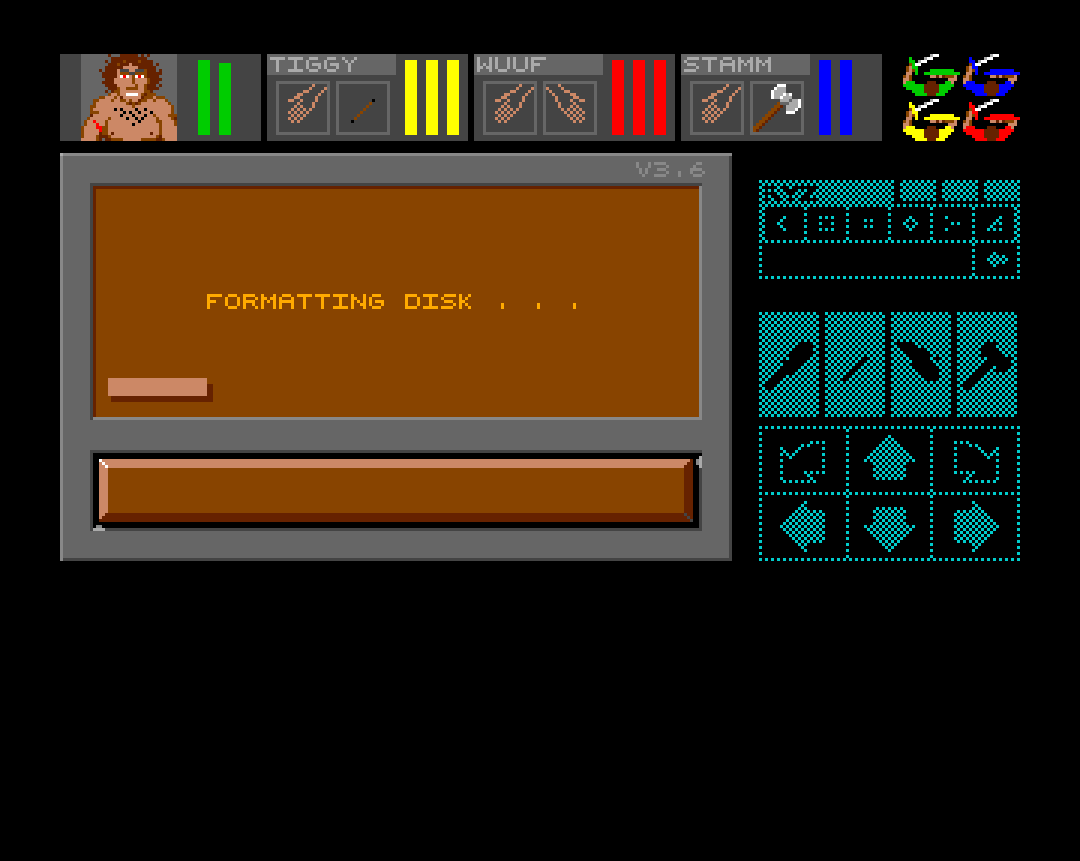 TIGGY
WUUF
STAMM
V3.6
FORMATTING DISK . . .